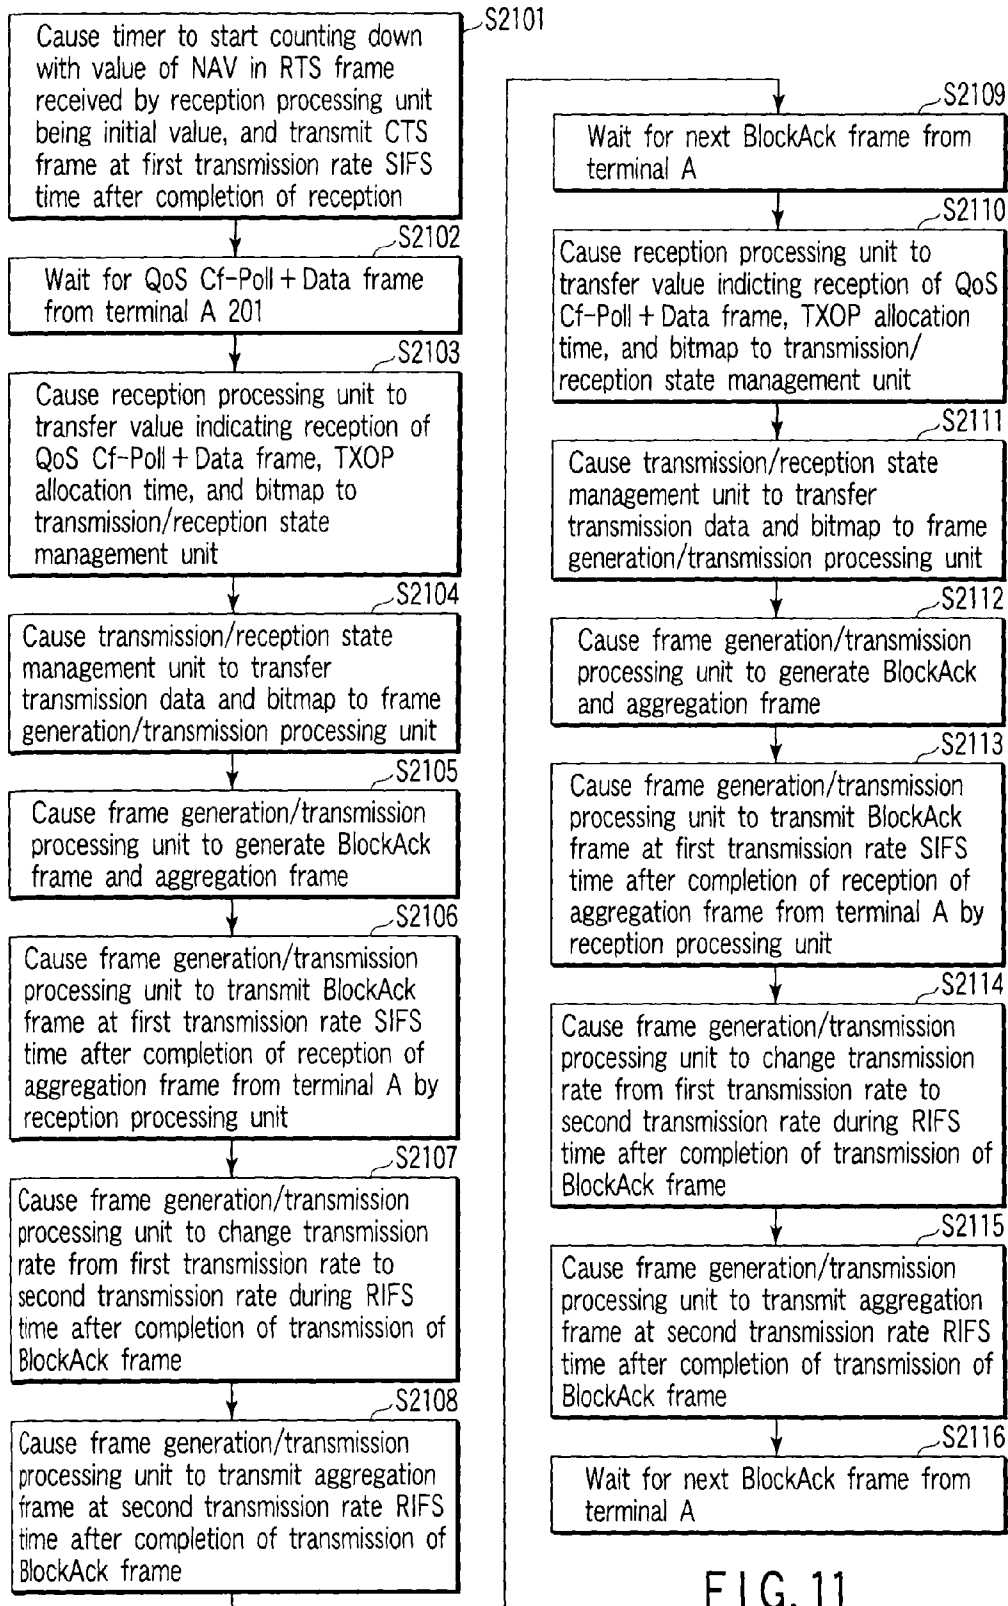 S2101
Cause timer to start counting down
with value of NAV in RTS frame
received by reception processing unit
being initial value, and transmit CTS
frame at first transmission rate SIFS
time after completion of reception
S2102
Wait for QoS Cf-Poll + Data frame
from terminal A 201
S2103
Cause reception processing unit to
transfer value indicating reception of
QoS Cf-Poll + Data frame, TXOP
allocation time, and bitmap to
transmission/reception state
management unit
S2104
Cause transmission/reception state
management unit to transfer
transmission data and bitmap to frame
generation/transmission processing unit
S2105
Cause frame generation/transmission
processing unit to generate BlockAck
frame and aggregation frame
S2106
Cause frame generation/transmission
processing unit to transmit BlockAck
frame at first transmission rate SIFS
time after completion of reception of
aggregation frame from terminal A by
reception processing unit
S2107
Cause frame generation/transmission
processing unit to change transmission
rate from first transmission rate to
second transmission rate during RIFS
time after completion of transmission of
BlockAck frame
S2108
Cause frame generation/transmission
processing unit to transmit aggregation
frame at second transmission rate RIFS
time after completion of transmission of
BlockAck frame
S2109
Wait for next BlockAck frame from
terminal A
S2110
Cause reception processing unit to
transfer value indicting reception of QoS
Cf-Poll + Data frame, TXOP allocation
time, and bitmap to transmission/
reception state management unit
S2111
Cause transmission/reception state
management unit to transfer
transmission data and bitmap to frame
generation/transmission processing unit
S2112
Cause frame generation/transmission
processing unit to generate BlockAck
and aggregation frame
S2113
Cause frame generation/transmission
processing unit to transmit BlockAck
frame at first transmission rate SIFS
time after completion of reception of
aggregation frame from terminal A by
reception processing unit
S2114
Cause frame generation/transmission
processing unit to change transmission
rate from first transmission rate to
second transmission rate during RIFS
time after completion of transmission of
BlockAck frame
S2115
Cause frame generation/transmission
processing unit to transmit aggregation
frame at second transmission rate RIFS
time after completion of transmission of
BlockAck frame
S2116
Wait for next BlockAck frame from
terminal A
FIG. 11